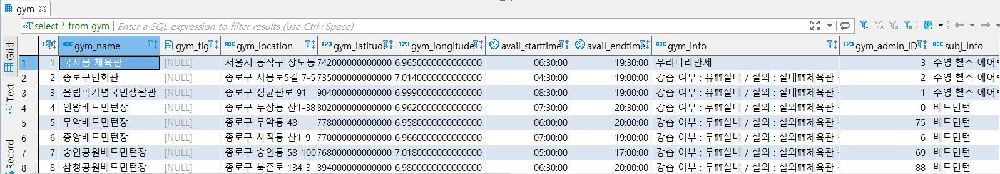 gym
select * from gym Enter a SQL expression to filter results (use Ctrl+Space)
Grid
Text
Record
gym_name gym_fig gym_location gym_latitude gym_longitude avail_starttime avail_endtime gym_info gym_admin_ID subj_info
1 1 국사봉 체육관 [NULL] 서울시 동작구 상도동 742000000000000 6.9650000000000000 06:30:00 19:30:00 우리나라만세 3 수영 헬스 에어로
2 2 종로구민회관 [NULL] 종로구 지봉로5길 7-5 735000000000000 7.0140000000000000 04:30:00 19:00:00 강습 여부 : 유¶¶실내 / 실외 : 실내¶¶체육관 2 수영 헬스 에어로
3 3 올림픽기념국민생활관 [NULL] 종로구 성균관로 91 904000000000000 6.9990000000000000 08:30:00 19:00:00 강습 여부 : 유¶¶실내 / 실외 : 실내¶¶체육관 1 수영 헬스 에어로
4 4 인왕배드민턴장 [NULL] 종로구 누상동 산1-38 802000000000000 6.9620000000000000 07:30:00 20:30:00 강습 여부 : 무¶¶실내 / 실외 : 실외¶¶체육관 0 배드민턴
5 5 무악배드민턴장 [NULL] 종로구 무악동 48 778000000000000 6.9580000000000000 06:00:00 20:00:00 강습 여부 : 무¶¶실내 / 실외 : 실외¶¶체육관 75 배드민턴
6 6 중앙배드민턴장 [NULL] 종로구 사직동 산1-9 770000000000000 6.9660000000000000 07:00:00 19:00:00 강습 여부 : 무¶¶실내 / 실외 : 실외¶¶체육관 6 배드민턴
7 7 숭인공원배드민턴장 [NULL] 종로구 숭인동 58-100 768000000000000 7.0180000000000000 05:00:00 17:00:00 강습 여부 : 무¶¶실내 / 실외 : 실외¶¶체육관 69 배드민턴
8 8 삼청공원배드민턴장 [NULL] 종로구 북촌로 134-3 894000000000000 6.9800000000000000 06:30:00 20:00:00 강습 여부 : 무¶¶실내 / 실외 : 실외¶¶체육관 88 배드민턴